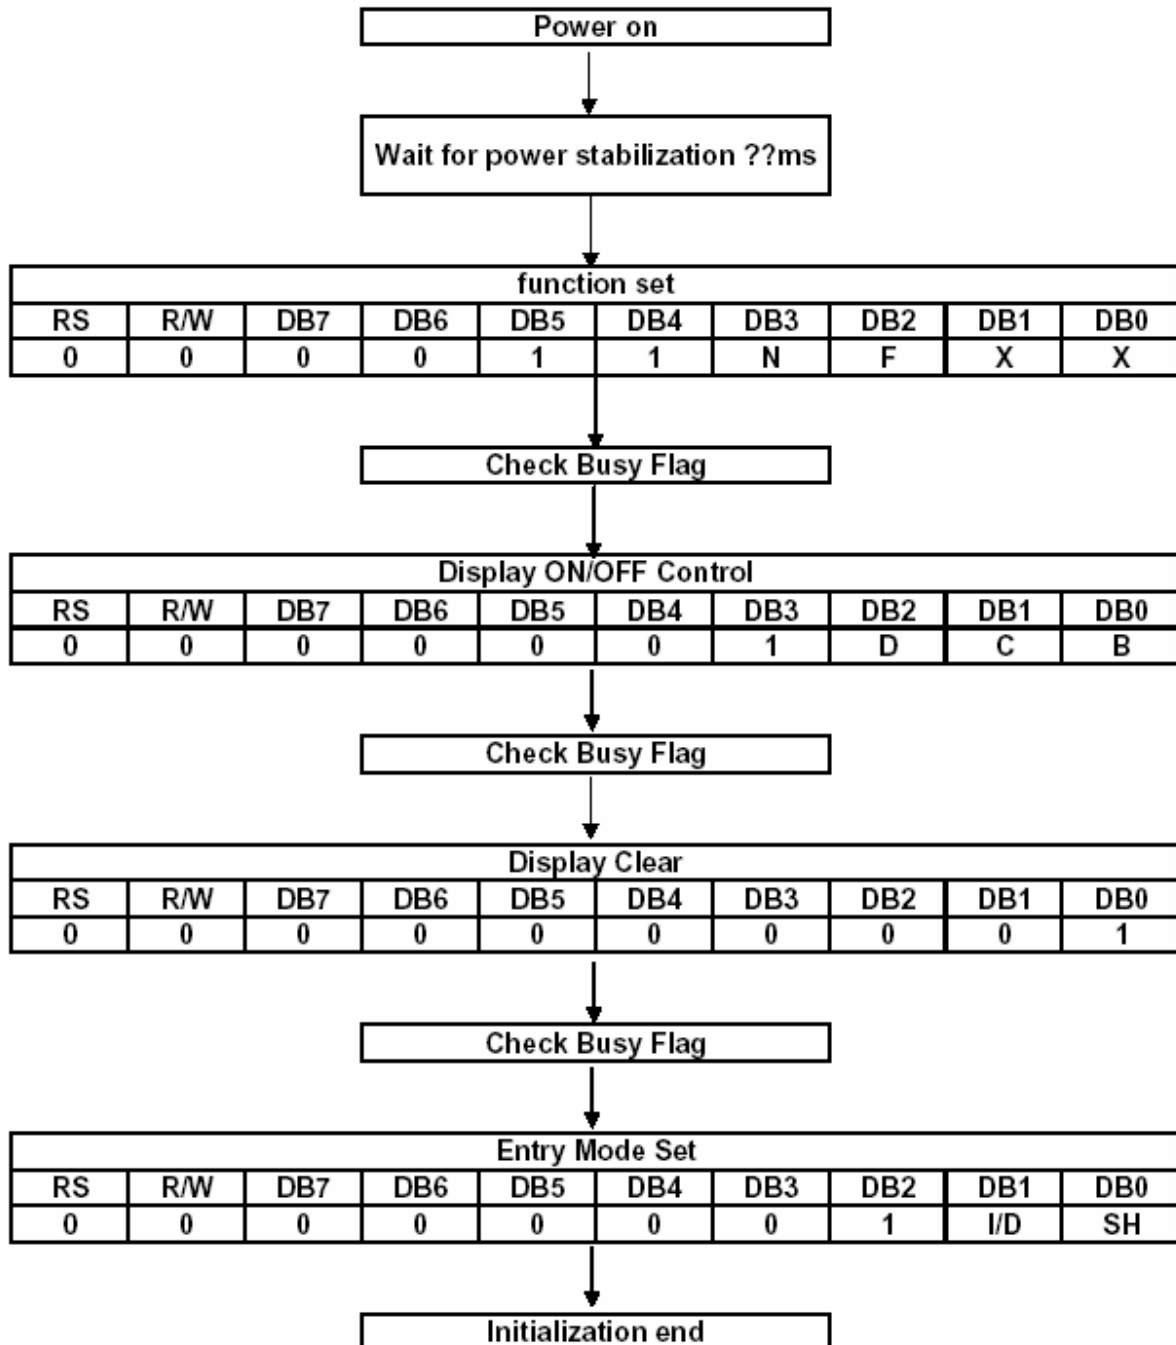 Power on
Wait for power stabilization ??ms
function set
RS R/W DB7 DB6 DB5 DB4 DB3 DB2 DB1 DB0
0 0 0 0 1 1 N F X X
Check Busy Flag
Display ON/OFF Control
RS R/W DB7 DB6 DB5 DB4 DB3 DB2 DB1 DB0
0 0 0 0 0 0 1 D C B
Check Busy Flag
Display Clear
RS R/W DB7 DB6 DB5 DB4 DB3 DB2 DB1 DB0
0 0 0 0 0 0 0 0 0 1
Check Busy Flag
Entry Mode Set
RS R/W DB7 DB6 DB5 DB4 DB3 DB2 DB1 DB0
0 0 0 0 0 0 0 1 I/D SH
Initialization end